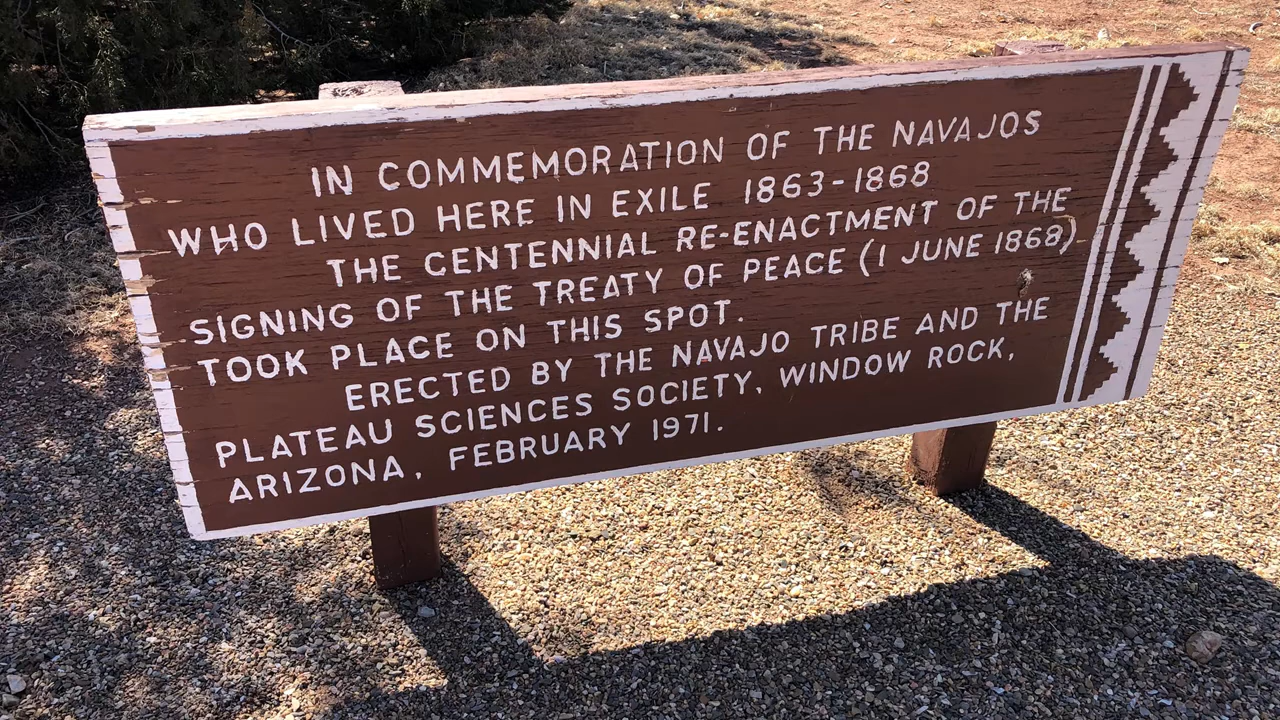 IN COMMEMORATION OF THE NAVAJOS
WHO LIVED HERE IN EXILE 1863-1868
THE CENTENNIAL RE-ENACTMENT OF THE
SIGNING OF THE TREATY OF PEACE (1 JUNE 1868)
TOOK PLACE ON THIS SPOT.
ERECTED BY THE NAVAJO TRIBE AND THE
PLATEAU SCIENCES SOCIETY, WINDOW ROCK,
ARIZONA, FEBRUARY 1971.